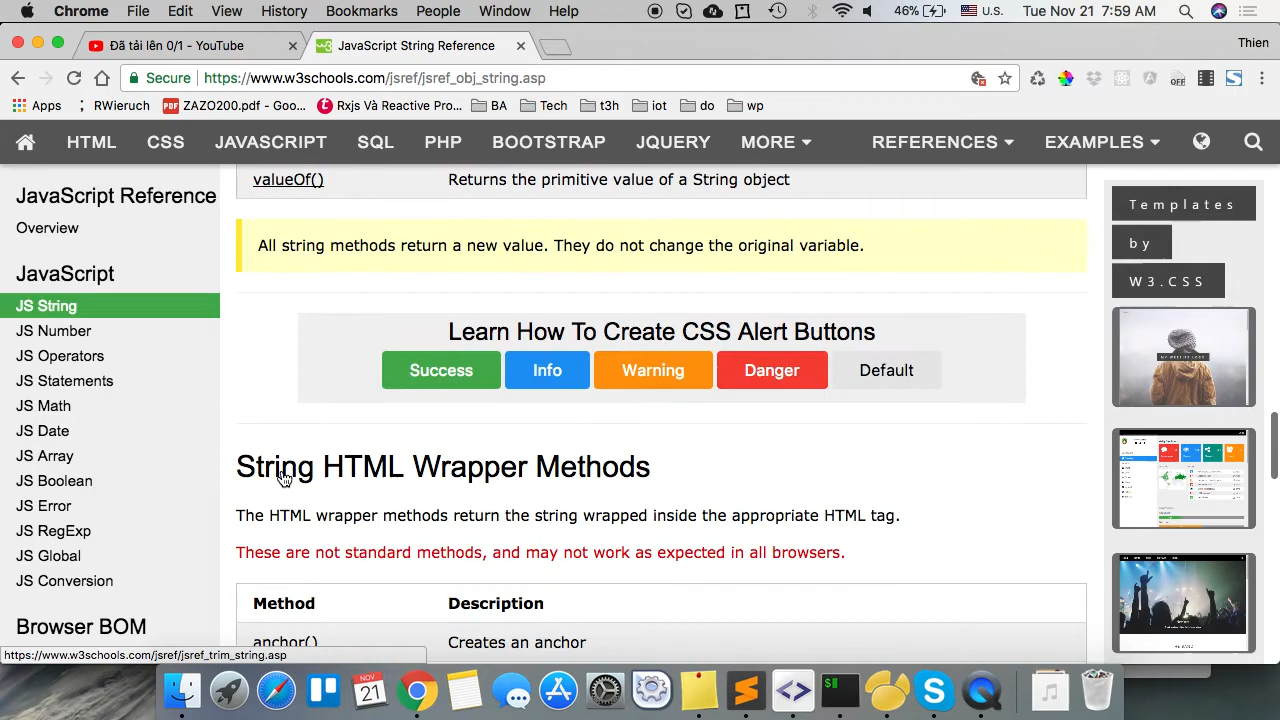 Chrome File Edit View History Bookmarks People Window Help 46% U.S. Tue Nov 21 7:59 AM
Đã tải lên 0/1 - YouTube JavaScript String Reference Thien
Secure https://www.w3schools.com/jsref/jsref_obj_string.asp
Apps RWieruch ZAZO200.pdf - Goo... Rxjs Và Reactive Pro... BA Tech t3h iot do wp
HTML CSS JAVASCRIPT SQL PHP BOOTSTRAP JQUERY MORE REFERENCES EXAMPLES
JavaScript Reference
Overview
JavaScript
JS String
JS Number
JS Operators
JS Statements
JS Math
JS Date
JS Array
JS Boolean
JS Error
JS RegExp
JS Global
JS Conversion
Browser BOM
https://www.w3schools.com/jsref/jsref_trim_string.asp
valueOf() Returns the primitive value of a String object
All string methods return a new value. They do not change the original variable.
Learn How To Create CSS Alert Buttons
Success Info Warning Danger Default
String HTML Wrapper Methods
The HTML wrapper methods return the string wrapped inside the appropriate HTML tag.
These are not standard methods, and may not work as expected in all browsers.
Method Description
anchor() Creates an anchor
Templates
by
W3.CSS
NOV
21